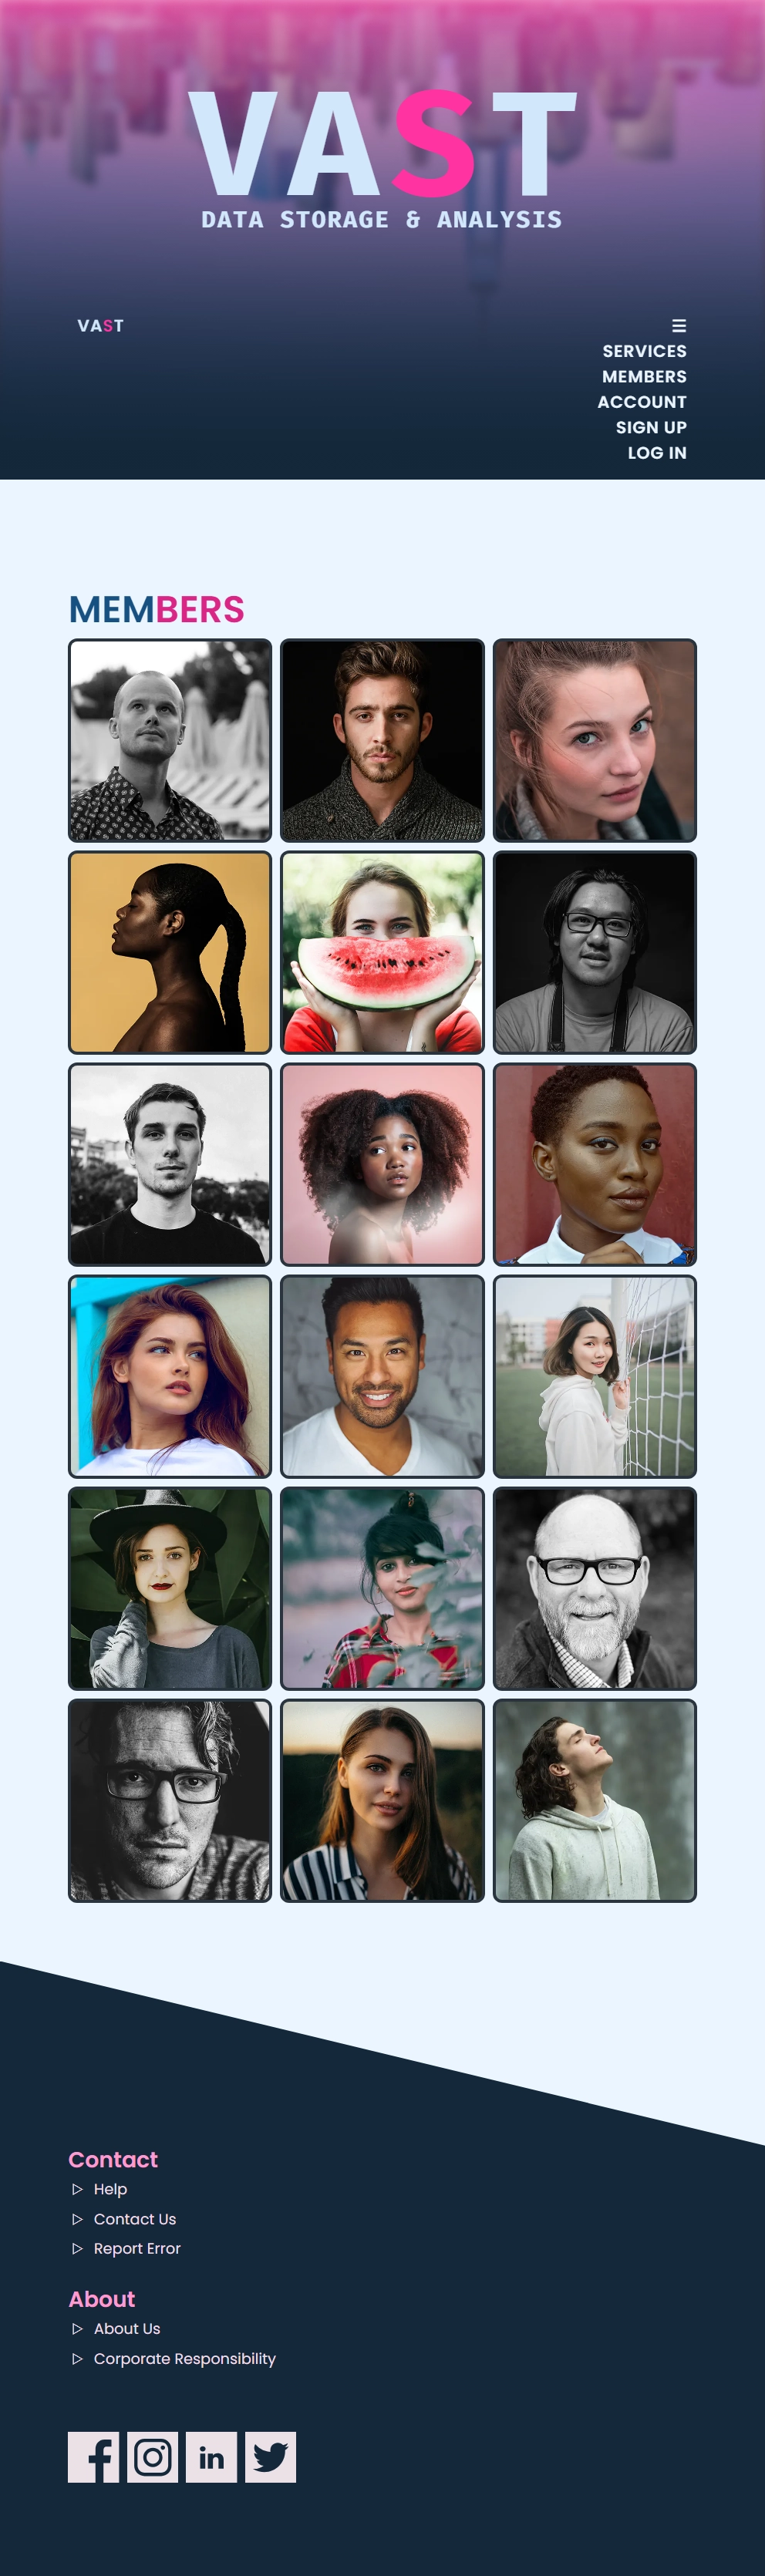 VAST
DATA STORAGE & ANALYSIS
VAST
☰
SERVICES
MEMBERS
ACCOUNT
SIGN UP
LOG IN
MEMBERS
Contact
▷ Help
▷ Contact Us
▷ Report Error
About
▷ About Us
▷ Corporate Responsibility
f
in